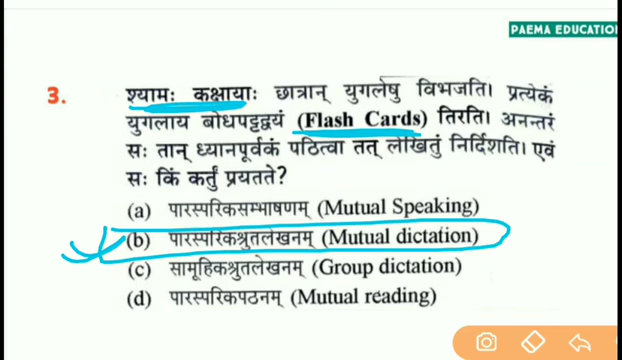 PAEMA EDUCATIO
3. श्यामः कक्षायाः छात्रान् युगलेषु विभजति। प्रत्येकं
युगलाय बोधपट्टद्वयं (Flash Cards) तिरति। अनन्तरं
सः तान् ध्यानपूर्वकं पठित्वा तत् लेखितुं निर्दिशति। एवं
सः किं कर्तुं प्रयतते?
(a) पारस्परिकसम्भाषणम् (Mutual Speaking)
(b) पारस्परिकश्रुतलेखनम् (Mutual dictation)
(c) सामूहिकश्रुतलेखनम् (Group dictation)
(d) पारस्परिकपठनम् (Mutual reading)